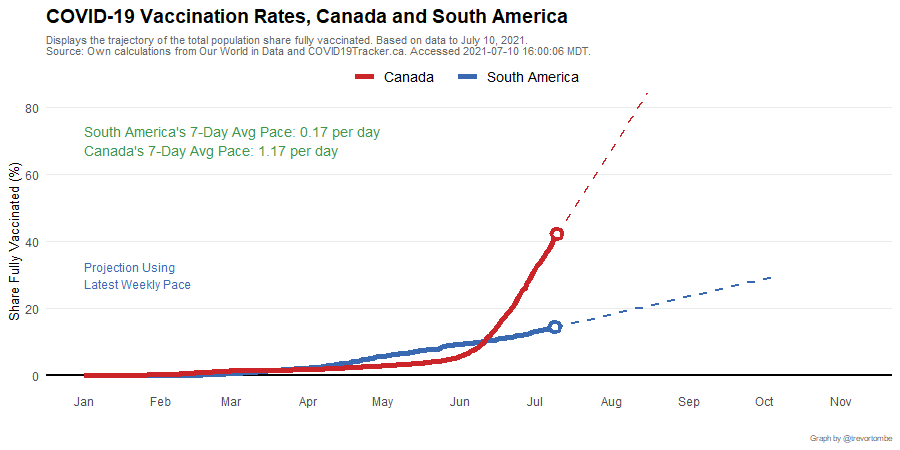 COVID-19 Vaccination Rates, Canada and South America
Displays the trajectory of the total population share fully vaccinated. Based on data to July 10, 2021.
Source: Own calculations from Our World in Data and COVID19Tracker.ca. Accessed 2021-07-10 16:00:06 MDT.
Canada South America
80
South America's 7-Day Avg Pace: 0.17 per day
Canada's 7-Day Avg Pace: 1.17 per day
60
Share Fully Vaccinated (%)
40
Projection Using
Latest Weekly Pace
20
0
Jan Feb Mar Apr May Jun Jul Aug Sep Oct Nov
Graph by @trevortombe